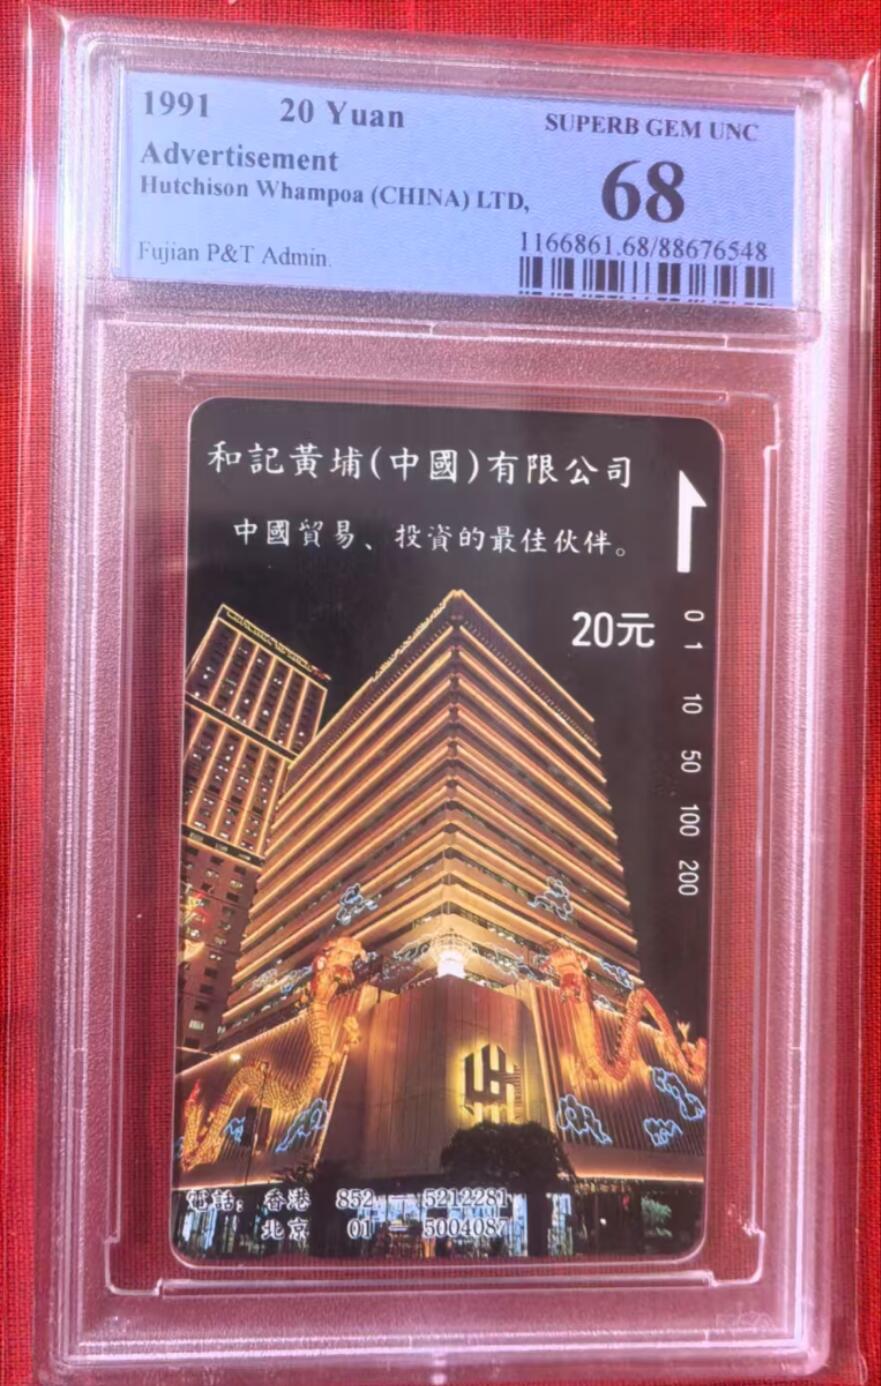 1991 20 Yuan
SUPERB GEM UNC
Advertisement
68
Hutchison Whampoa (CHINA) LTD,
1166861.68/88676548
Fujian P&T Admin.
和記黃埔(中國)有限公司
中國貿易、投資的最佳伙伴。
20元
0
1
10
50
100
200
電話: 香港 852 — 5212281
北京 01 — 5004087